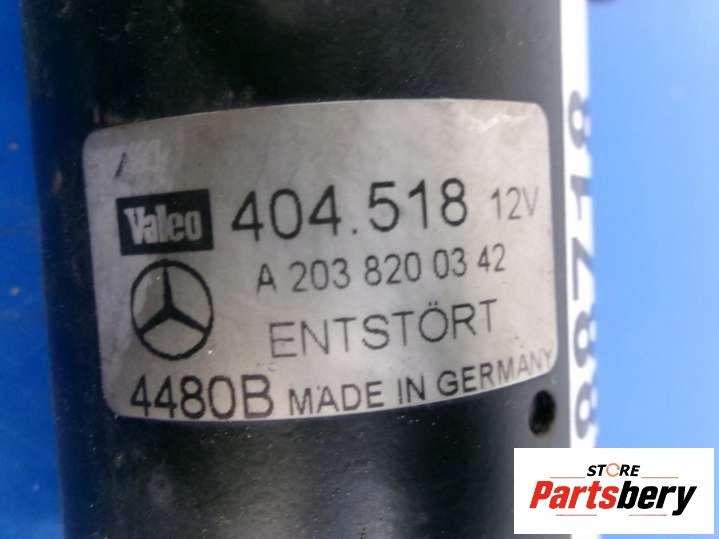 Valeo 404.518 12V
A 203 820 03 42
ENTSTÖRT
4480B MADE IN GERMANY
88718
STORE
Partsbery